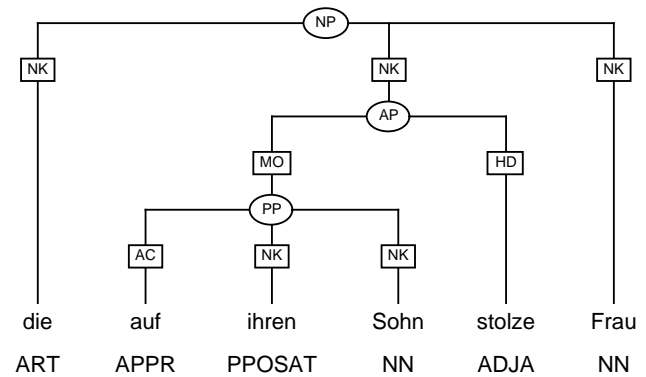 NP
NK NK NK
AP
MO HD
PP
AC NK NK
die auf ihren Sohn stolze Frau
ART APPR PPOSAT NN ADJA NN